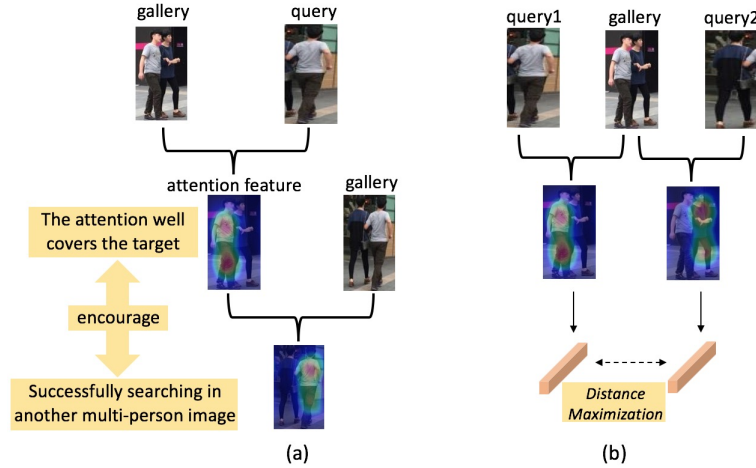 gallery
query
attention feature
gallery
The attention well
covers the target
encourage
Successfully searching in
another multi-person image
(a)
query1
gallery
query2
Distance
Maximization
(b)